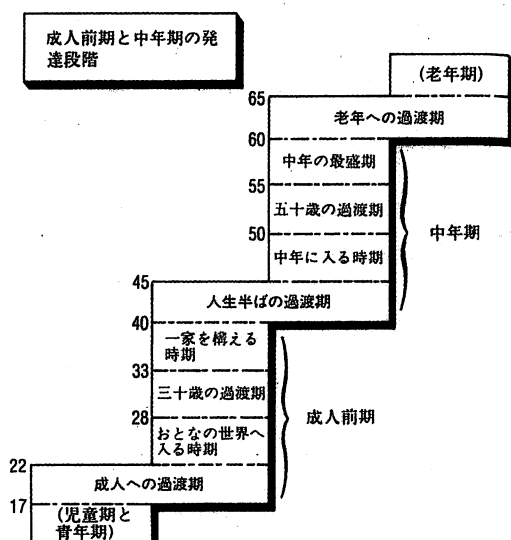 成人前期と中年期の発
達段階
(老年期)
65
老年への過渡期
60
中年の最盛期
55
五十歳の過渡期
50
中年に入る時期
中年期
45
人生半ばの過渡期
40
一家を構える
時期
33
三十歳の過渡期
28
おとなの世界へ
入る時期
成人前期
22
成人への過渡期
17
(児童期と
青年期)